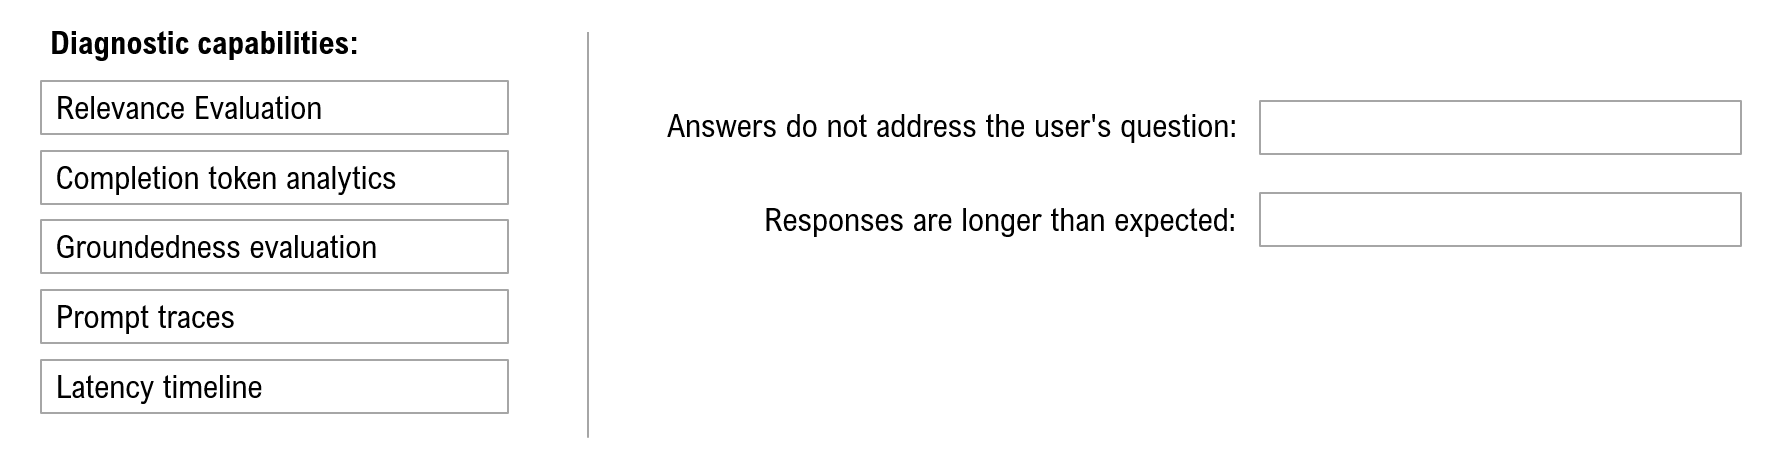 Diagnostic capabilities:
Relevance Evaluation
Completion token analytics
Groundedness evaluation
Prompt traces
Latency timeline
Answers do not address the user's question:
Responses are longer than expected: